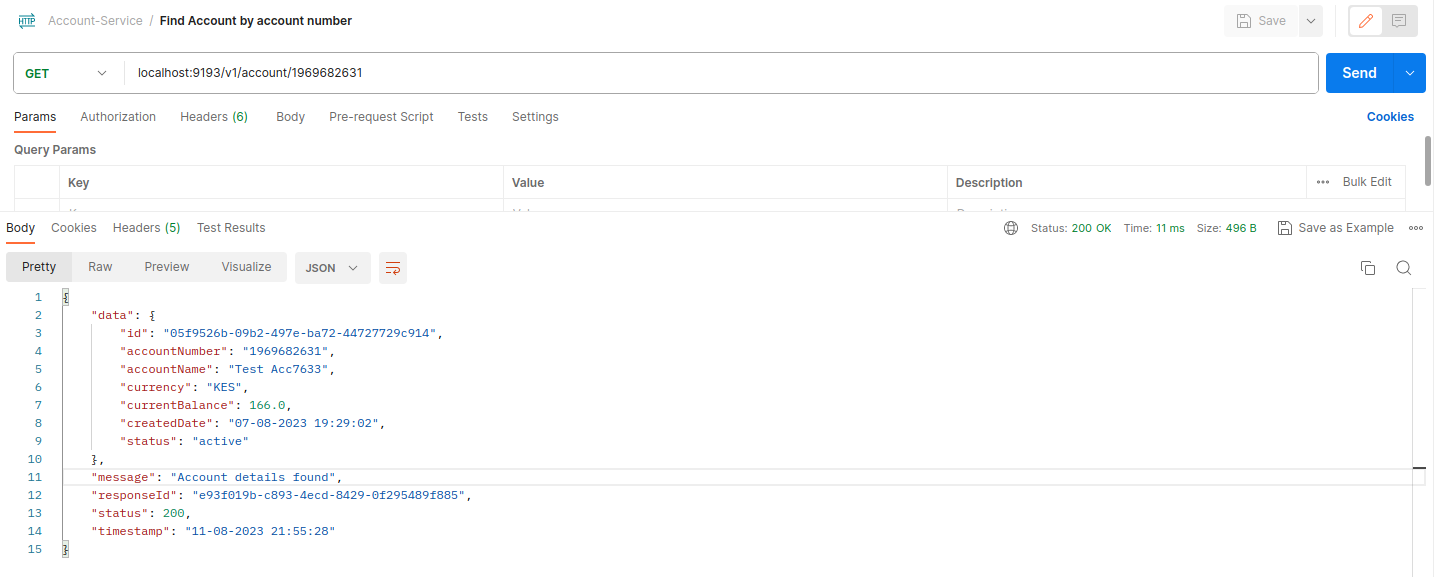 HTTP Account-Service / Find Account by account number Save
GET localhost:9193/v1/account/1969682631 Send
Params Authorization Headers (6) Body Pre-request Script Tests Settings Cookies
Query Params
Key Value Description ••• Bulk Edit
Body Cookies Headers (5) Test Results Status: 200 OK Time: 11 ms Size: 496 B Save as Example •••
Pretty Raw Preview Visualize JSON
1 {
2 "data": {
3 "id": "05f9526b-09b2-497e-ba72-44727729c914",
4 "accountNumber": "1969682631",
5 "accountName": "Test Acc7633",
6 "currency": "KES",
7 "currentBalance": 166.0,
8 "createdDate": "07-08-2023 19:29:02",
9 "status": "active"
10 },
11 "message": "Account details found",
12 "responseId": "e93f019b-c893-4ecd-8429-0f295489f885",
13 "status": 200,
14 "timestamp": "11-08-2023 21:55:28"
15 }